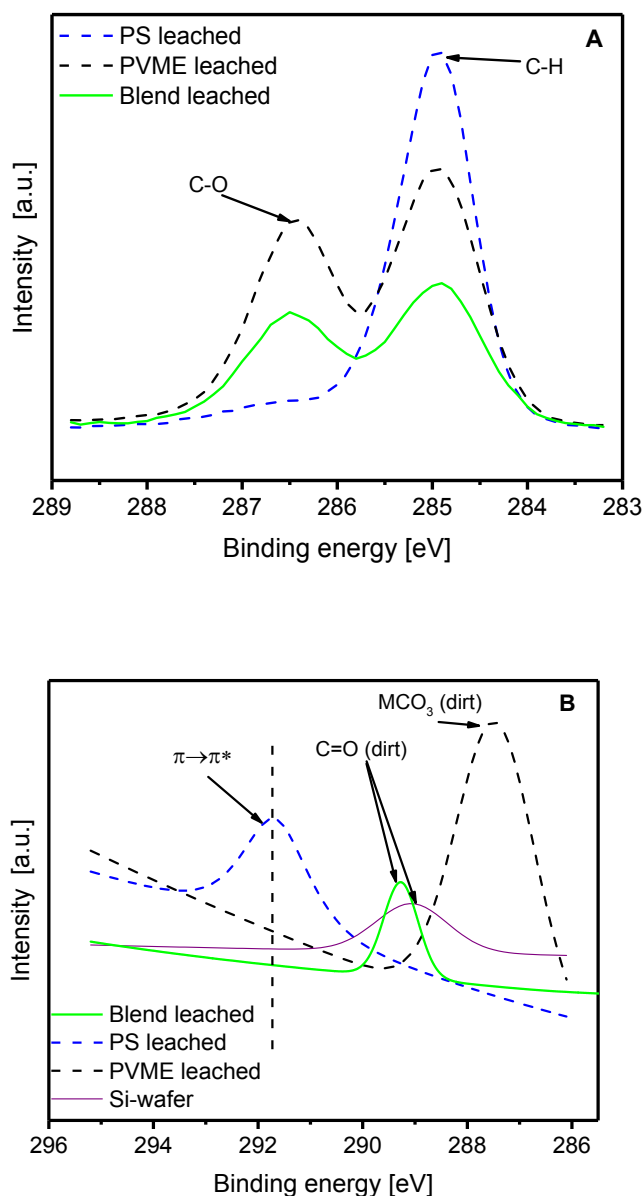 PS leached
PVME leached
Blend leached
A
C-H
C-O
Intensity [a.u.]
289 288 287 286 285 284 283
Binding energy [eV]
B
MCO₃ (dirt)
C=O (dirt)
π→π*
Intensity [a.u.]
Blend leached
PS leached
PVME leached
Si-wafer
296 294 292 290 288 286
Binding energy [eV]